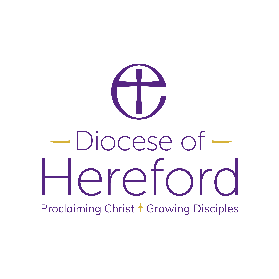 Diocese of
Hereford
Proclaiming Christ Growing Disciples